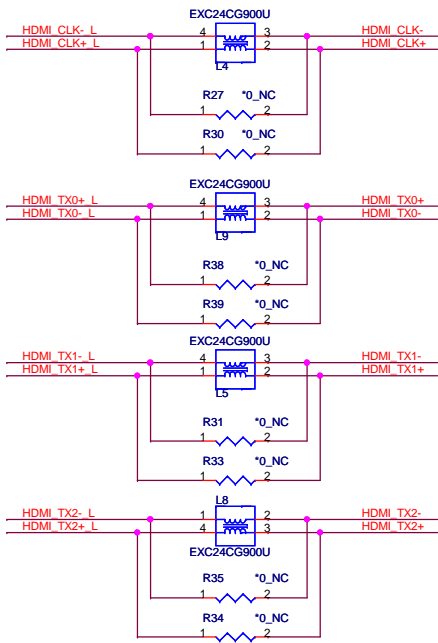 EXC24CG900U
HDMI_CLK-_L 4 3 HDMI_CLK-
HDMI_CLK+_L 1 2 HDMI_CLK+
L4
R27 *0_NC
1 2
R30 *0_NC
1 2
EXC24CG900U
HDMI_TX0+_L 4 3 HDMI_TX0+
HDMI_TX0-_L 1 2 HDMI_TX0-
L9
R38 *0_NC
1 2
R39 *0_NC
1 2
EXC24CG900U
HDMI_TX1-_L 4 3 HDMI_TX1-
HDMI_TX1+_L 1 2 HDMI_TX1+
L5
R31 *0_NC
1 2
R33 *0_NC
1 2
L8
HDMI_TX2-_L 1 2 HDMI_TX2-
HDMI_TX2+_L 4 3 HDMI_TX2+
EXC24CG900U
R35 *0_NC
1 2
R34 *0_NC
1 2